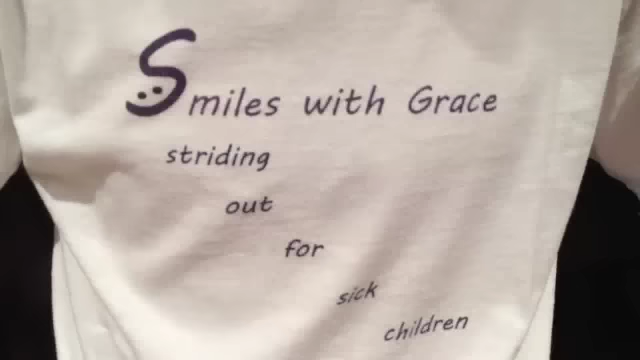 Smiles with Grace
striding
out
for
sick
children